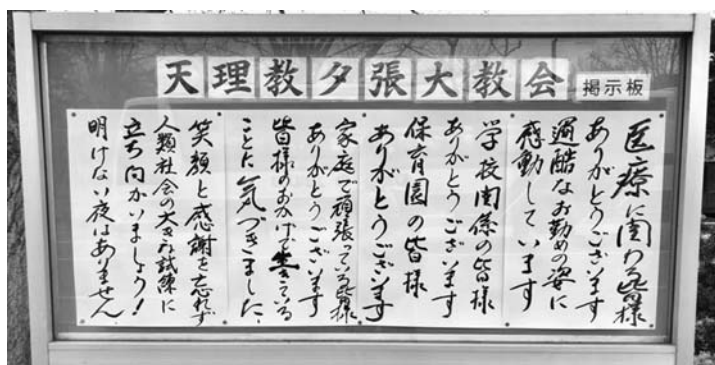 天理教夕張大教会 掲示板
医療に関わる皆様
ありがとうございます
過酷なお勤めの姿に
感動しています
学校関係の皆様
ありがとうございます
保育園の皆様
ありがとうございます
家庭で頑張っている皆様
ありがとうございます
皆様のおかげで生きている
ことに気づきました、
笑顔と感謝を忘れず
人類社会の大きな試練に
立ち向かいましょう!
明けない夜はありません